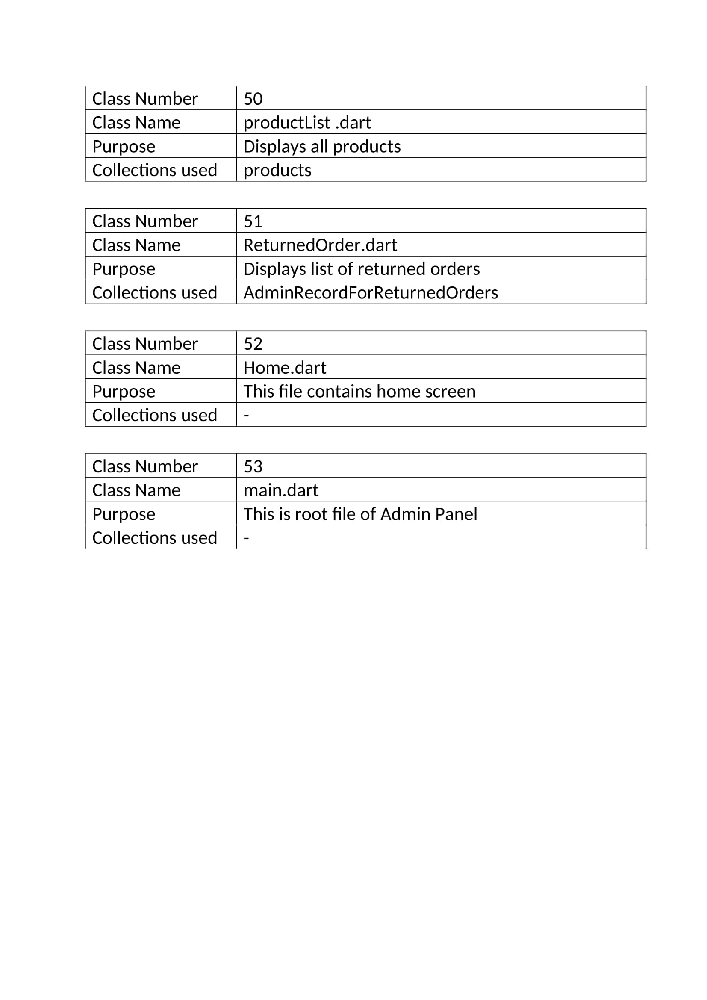 Class Number 50
Class Name productList .dart
Purpose Displays all products
Collections used products
Class Number 51
Class Name ReturnedOrder.dart
Purpose Displays list of returned orders
Collections used AdminRecordForReturnedOrders
Class Number 52
Class Name Home.dart
Purpose This file contains home screen
Collections used -
Class Number 53
Class Name main.dart
Purpose This is root file of Admin Panel
Collections used -